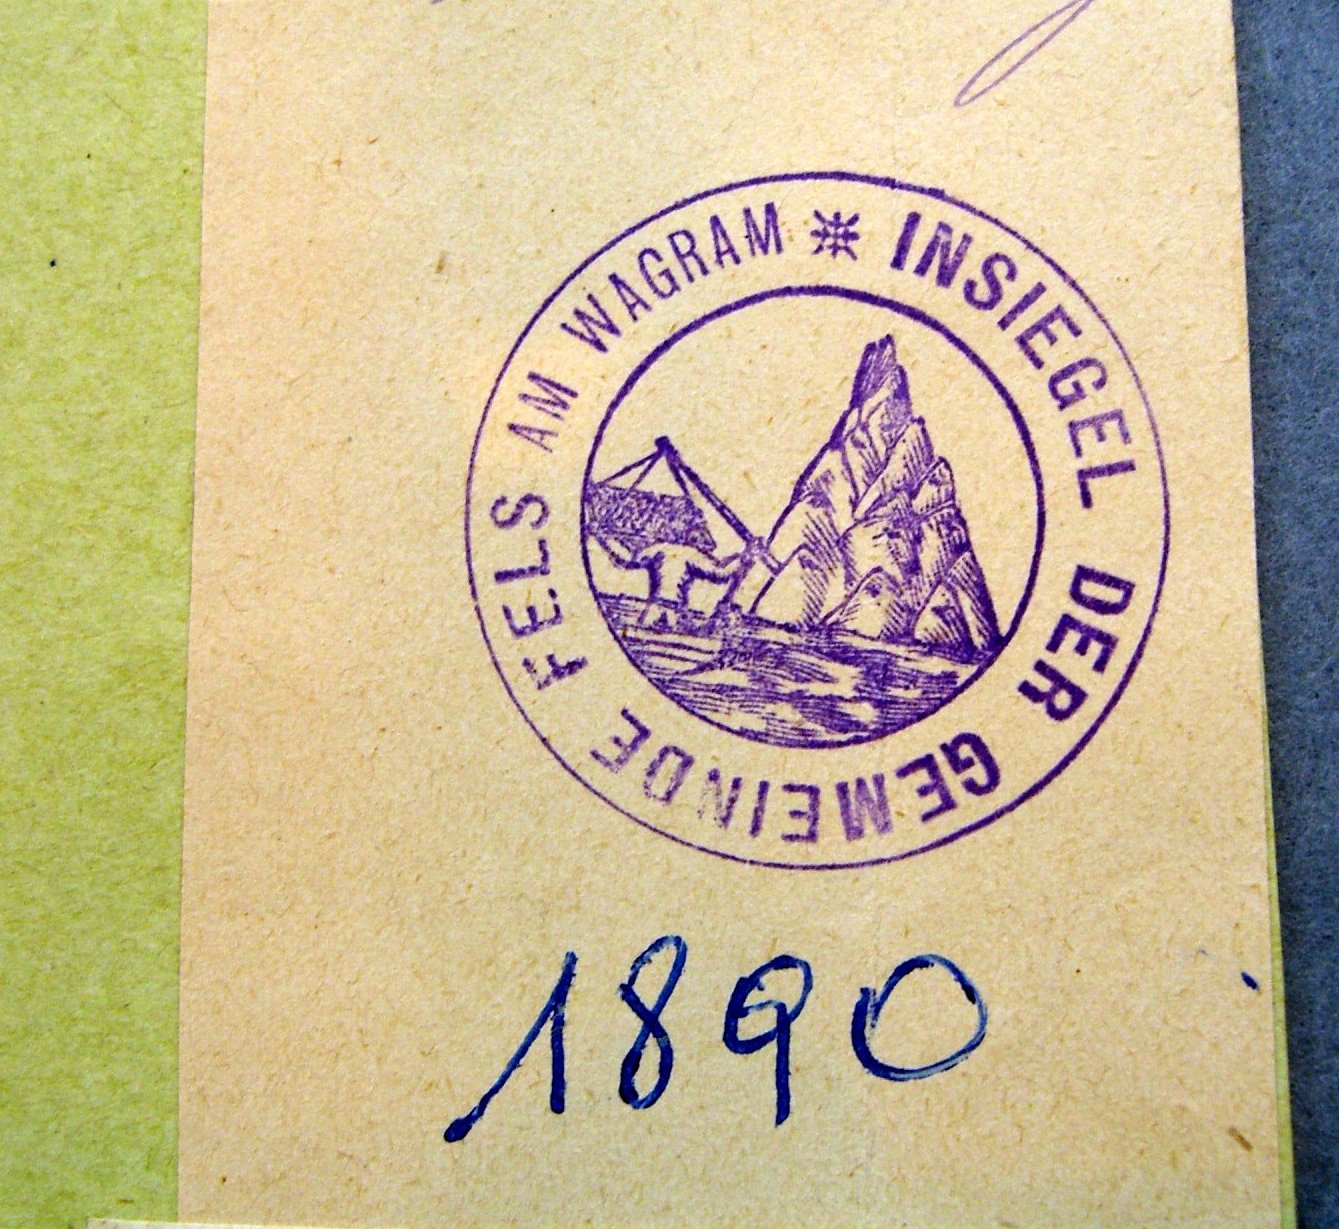 INSIEGEL DER GEMEINDE FELS AM WAGRAM
1890